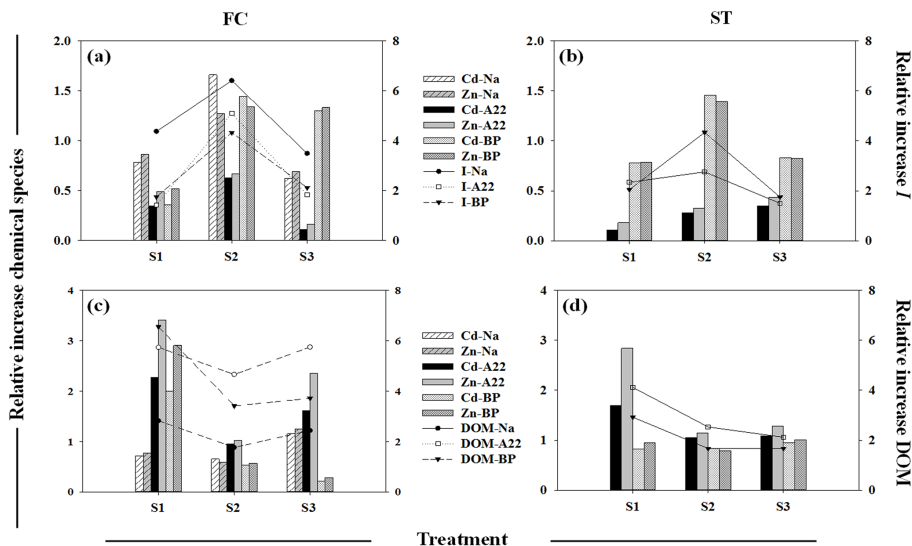 FC
ST
Relative increase chemical species
(a)
2.0
1.5
1.0
0.5
0.0
8
6
4
2
0
S1 S2 S3
Cd-Na
Zn-Na
Cd-A22
Zn-A22
Cd-BP
Zn-BP
I-Na
I-A22
I-BP
(b)
2.0
1.5
1.0
0.5
0.0
8
6
4
2
0
S1 S2 S3
Relative increase I
(c)
4
3
2
1
0
8
6
4
2
0
S1 S2 S3
Cd-Na
Zn-Na
Cd-A22
Zn-A22
Cd-BP
Zn-BP
DOM-Na
DOM-A22
DOM-BP
(d)
4
3
2
1
0
8
6
4
2
0
S1 S2 S3
Relative increase DOM
Treatment